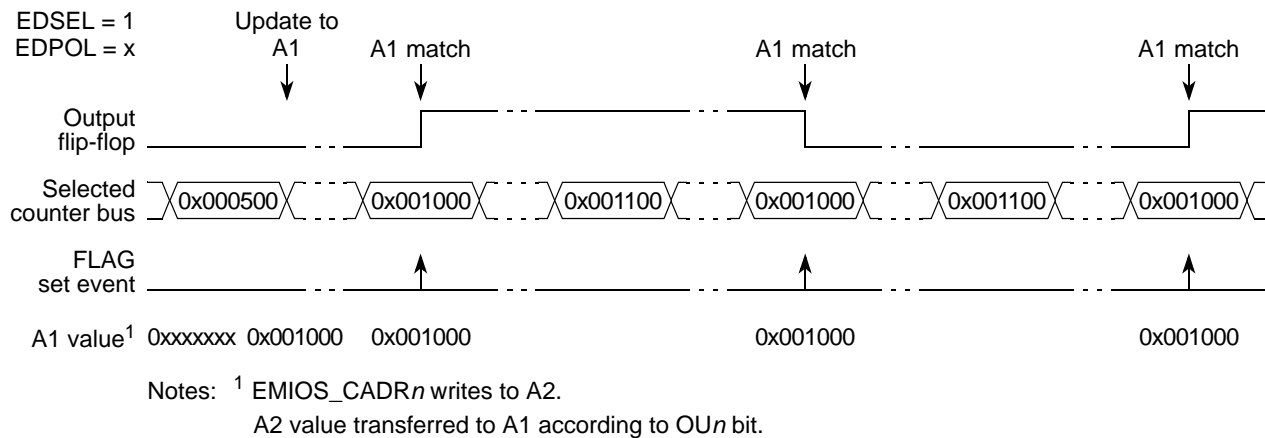 EDSEL = 1
EDPOL = x
Update to
A1
A1 match
A1 match
A1 match
Output
flip-flop
Selected
counter bus
0x000500
0x001000
0x001100
0x001000
0x001100
0x001000
FLAG
set event
A1 value1 0xxxxxxx 0x001000 0x001000 0x001000 0x001000
Notes: 1 EMIOS_CADRn writes to A2.
A2 value transferred to A1 according to OUn bit.